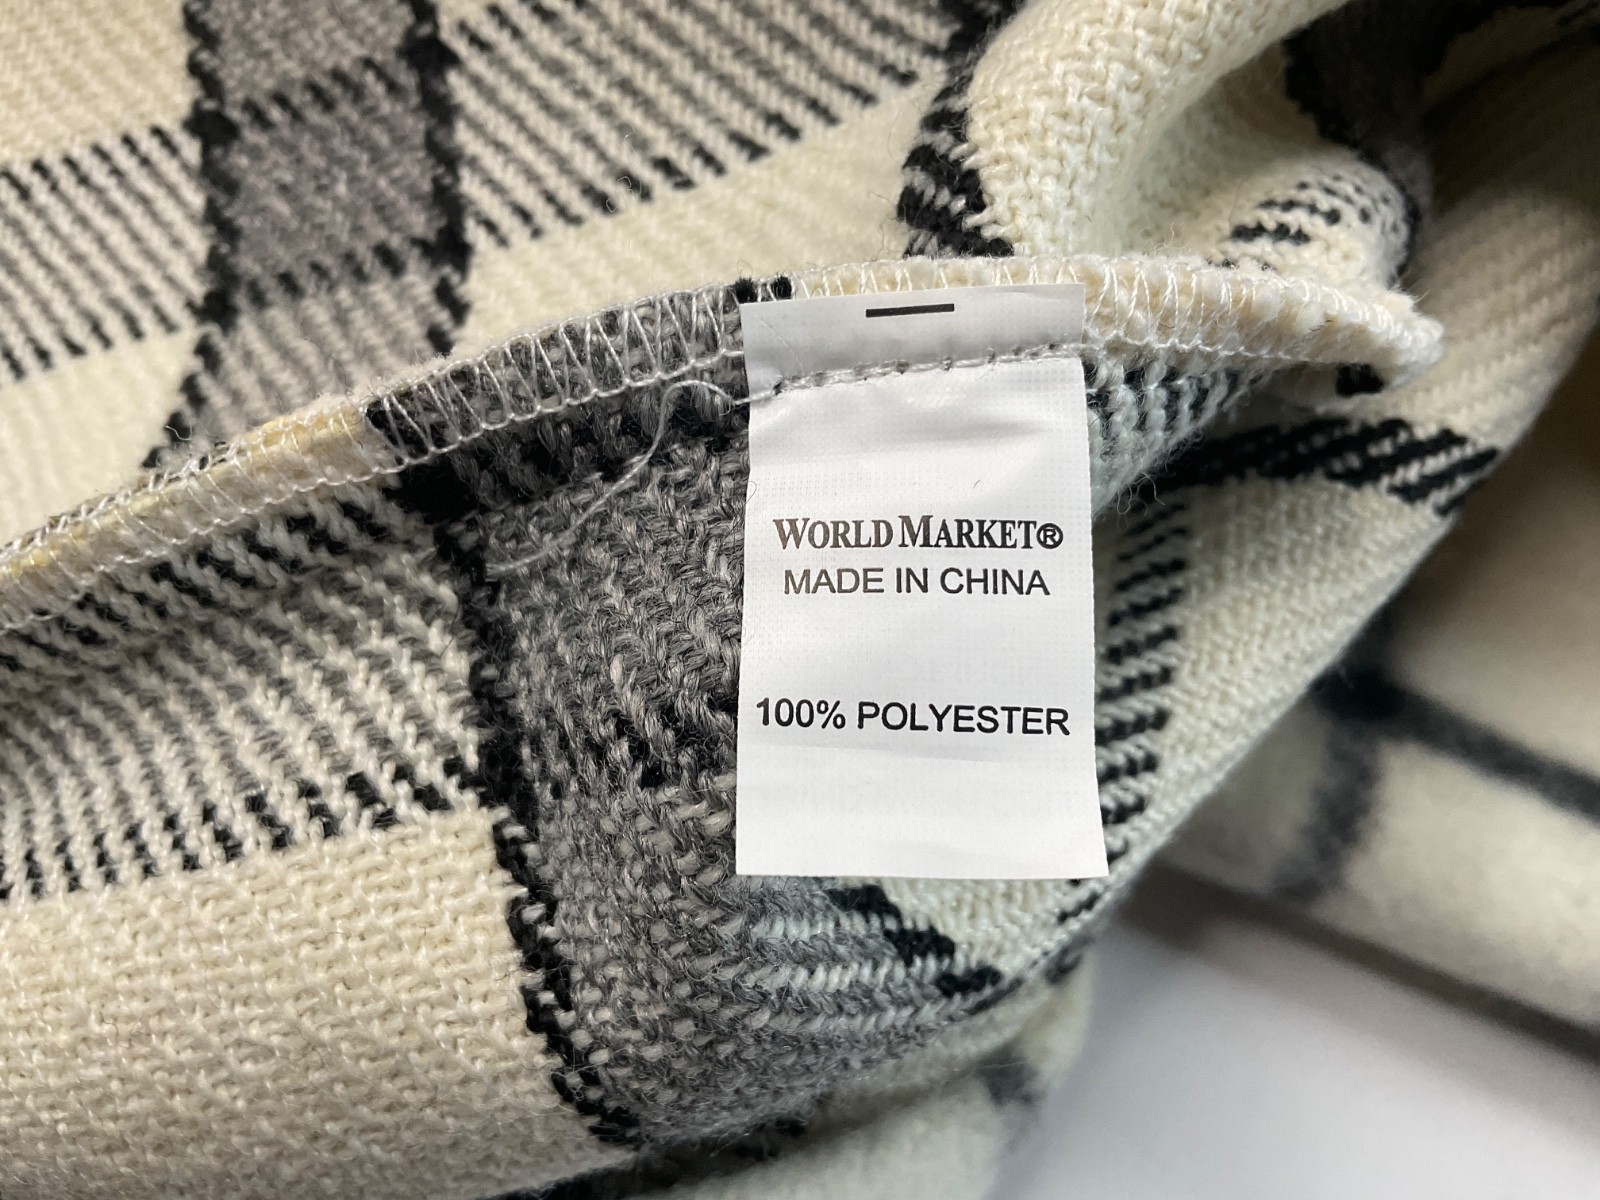 WORLD MARKET®
MADE IN CHINA
100% POLYESTER